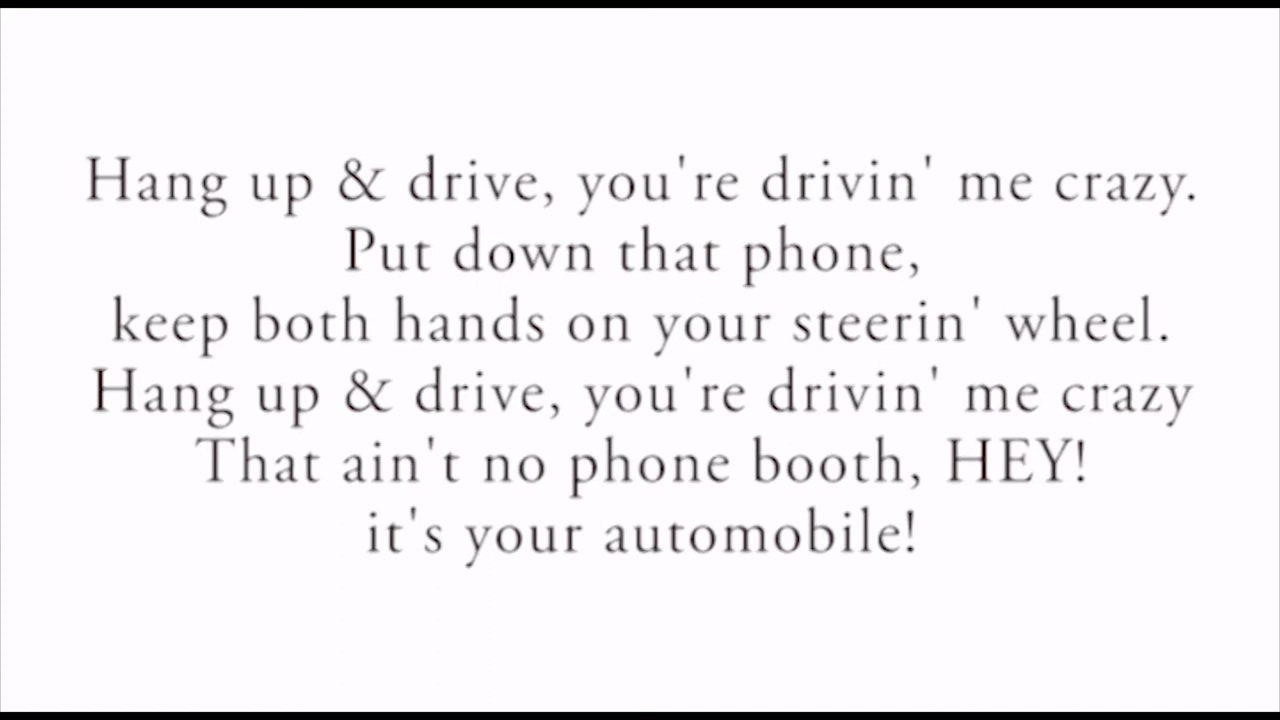 Hang up & drive, you're drivin' me crazy.
Put down that phone,
keep both hands on your steerin' wheel.
Hang up & drive, you're drivin' me crazy
That ain't no phone booth, HEY!
it's your automobile!